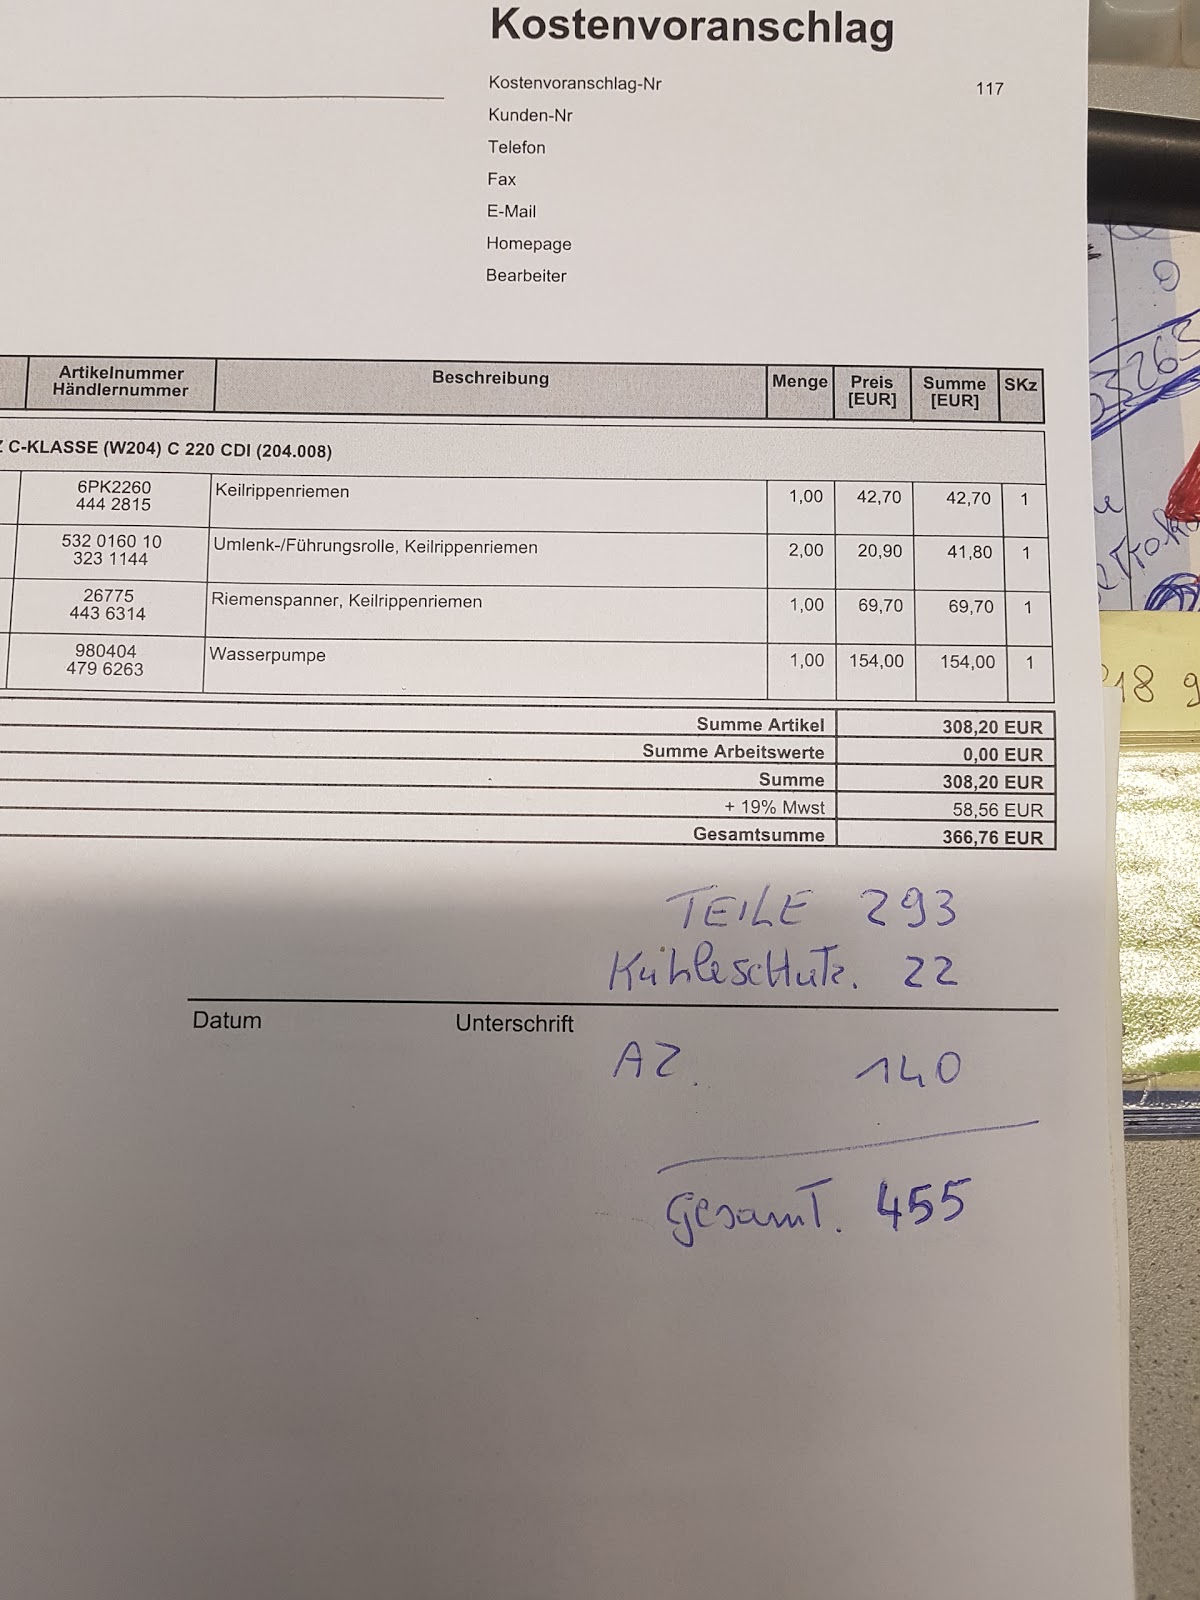 Kostenvoranschlag
Kostenvoranschlag-Nr 117
Kunden-Nr
Telefon
Fax
E-Mail
Homepage
Bearbeiter
Artikelnummer Händlernummer Beschreibung Menge Preis [EUR] Summe [EUR] SKz
Z C-KLASSE (W204) C 220 CDI (204.008)
6PK2260 Keilrippenriemen 1,00 42,70 42,70 1
444 2815
532 0160 10 Umlenk-/Führungsrolle, Keilrippenriemen 2,00 20,90 41,80 1
323 1144
26775 Riemenspanner, Keilrippenriemen 1,00 69,70 69,70 1
443 6314
980404 Wasserpumpe 1,00 154,00 154,00 1
479 6263
Summe Artikel 308,20 EUR
Summe Arbeitswerte 0,00 EUR
Summe 308,20 EUR
+ 19% Mwst 58,56 EUR
Gesamtsumme 366,76 EUR
TEILE 293
Kühleschutz. 22
Datum Unterschrift
AZ. 140
Gesamt. 455
18